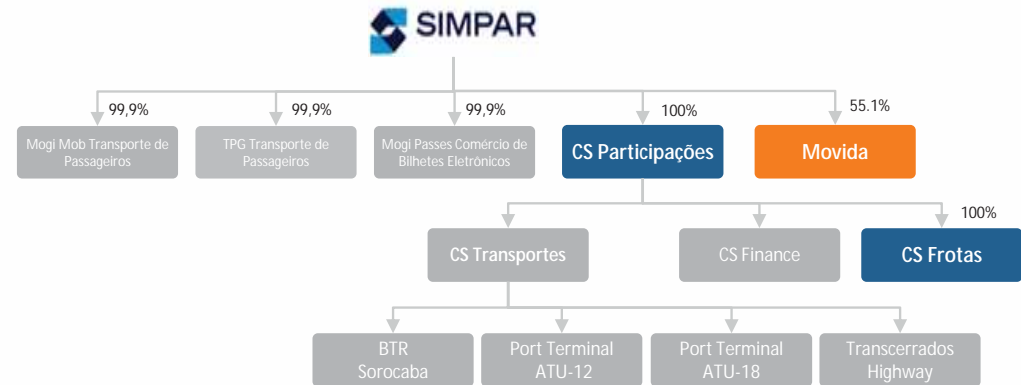 SIMPAR
99,9%
99,9%
99,9%
100%
55.1%
Mogi Mob Transporte de
Passageiros
TPG Transporte de
Passageiros
Mogi Passes Comércio de
Bilhetes Eletrônicos
CS Participações
Movida
100%
CS Transportes
CS Finance
CS Frotas
BTR
Sorocaba
Port Terminal
ATU-12
Port Terminal
ATU-18
Transcerrados
Highway